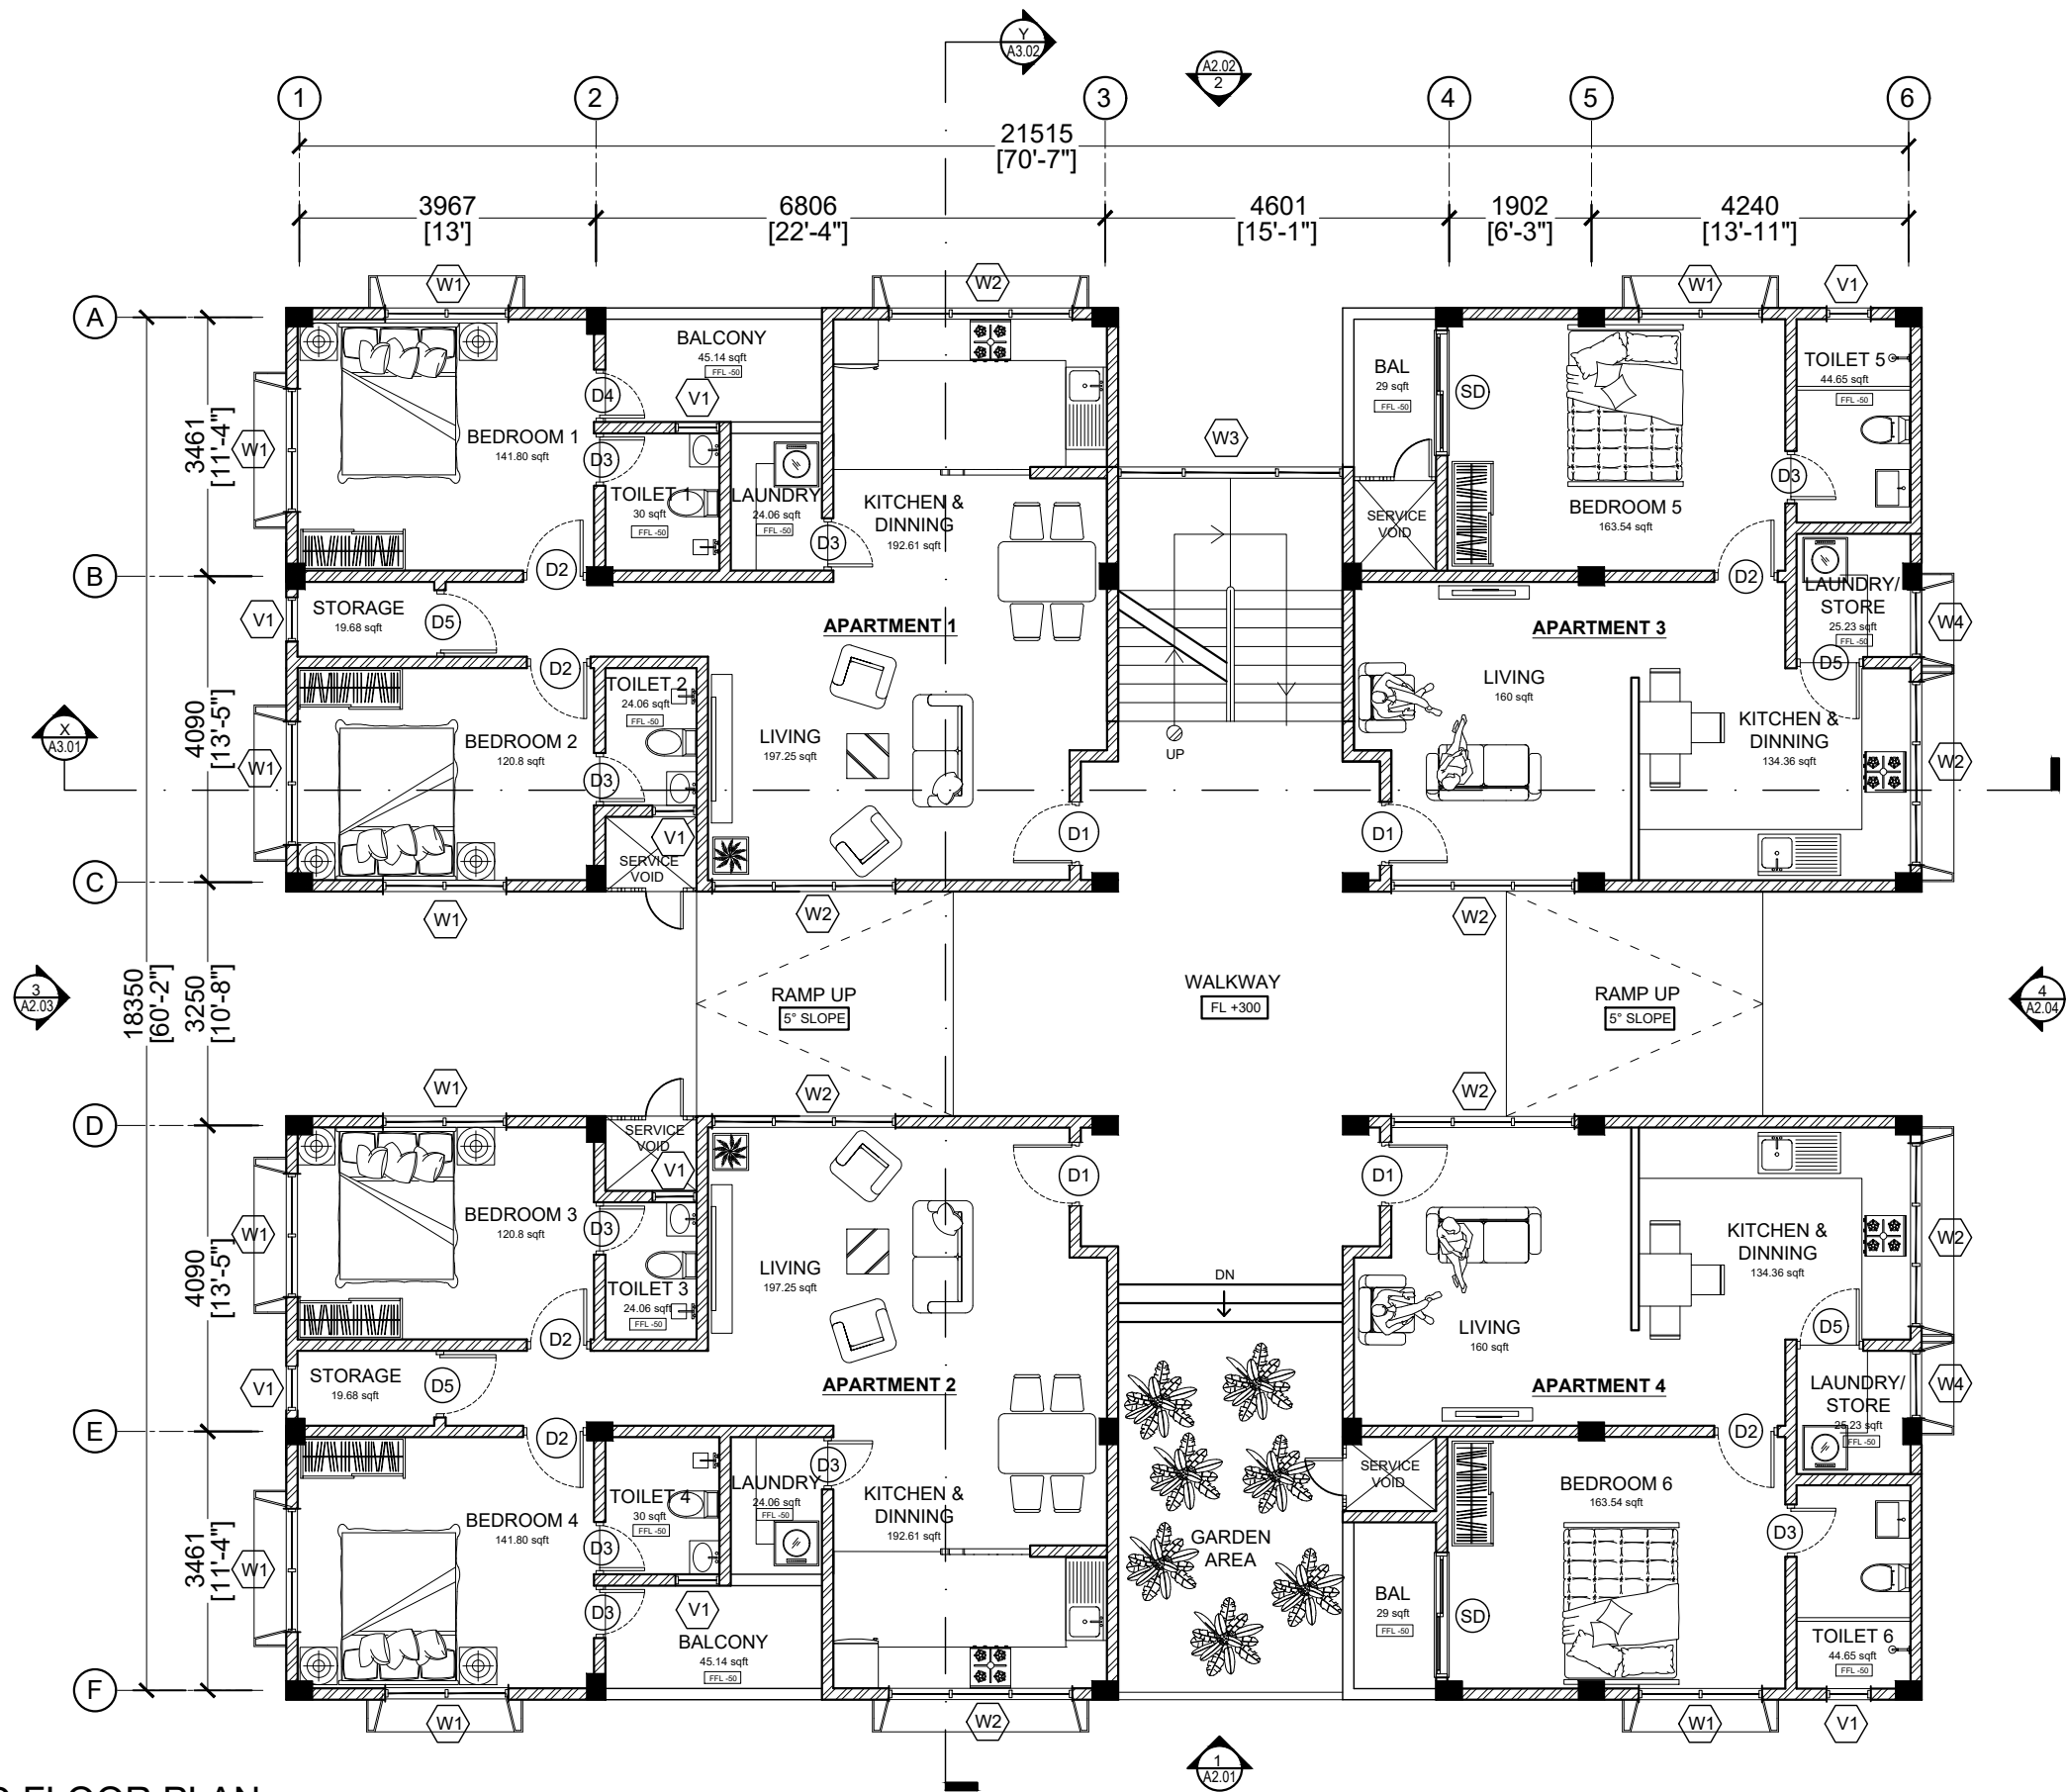 Y
A3.02
A2.02
2
1
2
3
4
5
6
21515
[70'-7"]
3967
[13']
6806
[22'-4"]
4601
[15'-1"]
1902
[6'-3"]
4240
[13'-11"]
W1
W2
W1
V1
A
BALCONY
45.14 sqft
FFL -50
V1
D4
BAL
29 sqft
FFL -50
SD
TOILET 5
44.65 sqft
FFL -50
3461
[11'-4"]
W1
BEDROOM 1
141.80 sqft
D3
W3
TOILET 1
30 sqft
FFL -50
LAUNDRY
24.06 sqft
FFL -50
D3
KITCHEN &
DINNING
192.61 sqft
SERVICE
VOID
BEDROOM 5
163.54 sqft
D3
B
D2
D2
LAUNDRY/
STORE
25.23 sqft
FFL -50
W4
V1
STORAGE
19.68 sqft
D5
APARTMENT 1
APARTMENT 3
D2
D5
TOILET 2
24.06 sqft
FFL -50
LIVING
160 sqft
X
A3.01
4090
[13'-5"]
W1
BEDROOM 2
120.8 sqft
LIVING
197.25 sqft
UP
KITCHEN &
DINNING
134.36 sqft
W2
D3
V1
D1
D1
SERVICE
VOID
C
W1
W2
W2
3
A2.03
18350
[60'-2"]
3250
[10'-8"]
RAMP UP
5° SLOPE
WALKWAY
FL +300
RAMP UP
5° SLOPE
4
A2.04
W1
W2
W2
D
SERVICE
VOID
V1
D1
D1
4090
[13'-5"]
W1
BEDROOM 3
120.8 sqft
D3
LIVING
197.25 sqft
KITCHEN &
DINNING
134.36 sqft
W2
TOILET 3
24.06 sqft
FFL -50
DN
LIVING
160 sqft
D2
D5
V1
STORAGE
19.68 sqft
D5
APARTMENT 2
APARTMENT 4
LAUNDRY/
STORE
25.23 sqft
FFL -50
W4
E
D2
D2
D3
SERVICE
VOID
3461
[11'-4"]
W1
BEDROOM 4
141.80 sqft
TOILET 4
30 sqft
FFL -50
LAUNDRY
24.06 sqft
FFL -50
KITCHEN &
DINNING
192.61 sqft
BEDROOM 6
163.54 sqft
D3
D3
GARDEN
AREA
D3
V1
BALCONY
45.14 sqft
FFL -50
BAL
29 sqft
FFL -50
SD
TOILET 6
44.65 sqft
FFL -50
F
W1
W2
W1
V1
1
A2.01
FLOOR PLAN